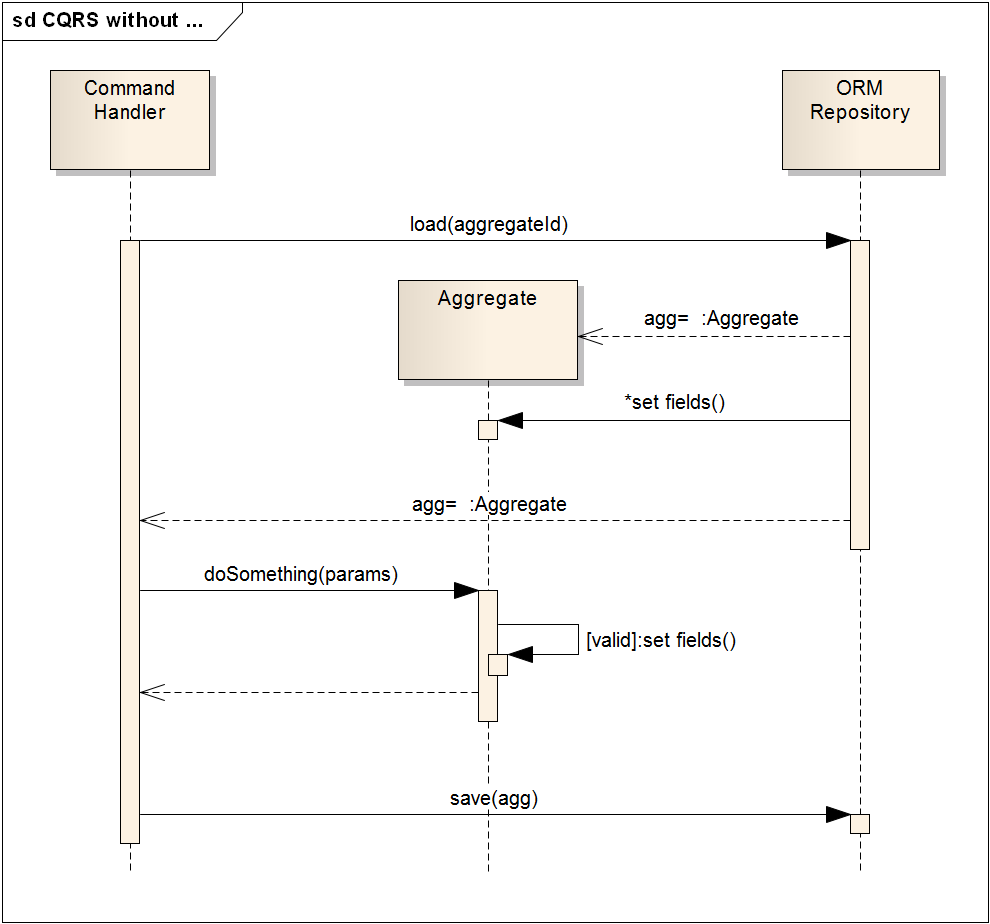 sd CQRS without ...
Command
Handler
ORM
Repository
load(aggregateId)
Aggregate
agg= :Aggregate
*set fields()
agg= :Aggregate
doSomething(params)
[valid]:set fields()
save(agg)